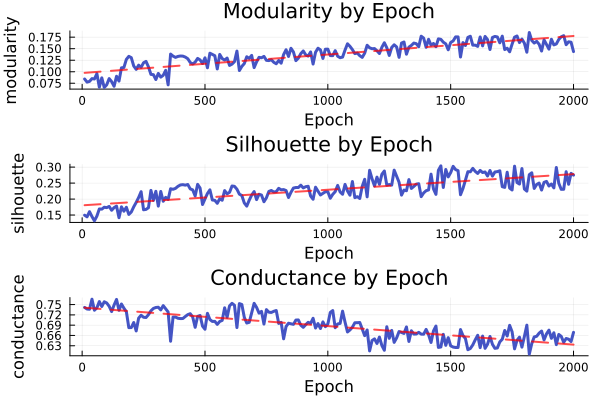 Modularity by Epoch
modularity
0.175
0.150
0.125
0.100
0.075
0 500 1000 1500 2000
Epoch
Silhouette by Epoch
silhouette
0.30
0.25
0.20
0.15
0 500 1000 1500 2000
Epoch
Conductance by Epoch
conductance
0.75
0.72
0.69
0.66
0.63
0 500 1000 1500 2000
Epoch